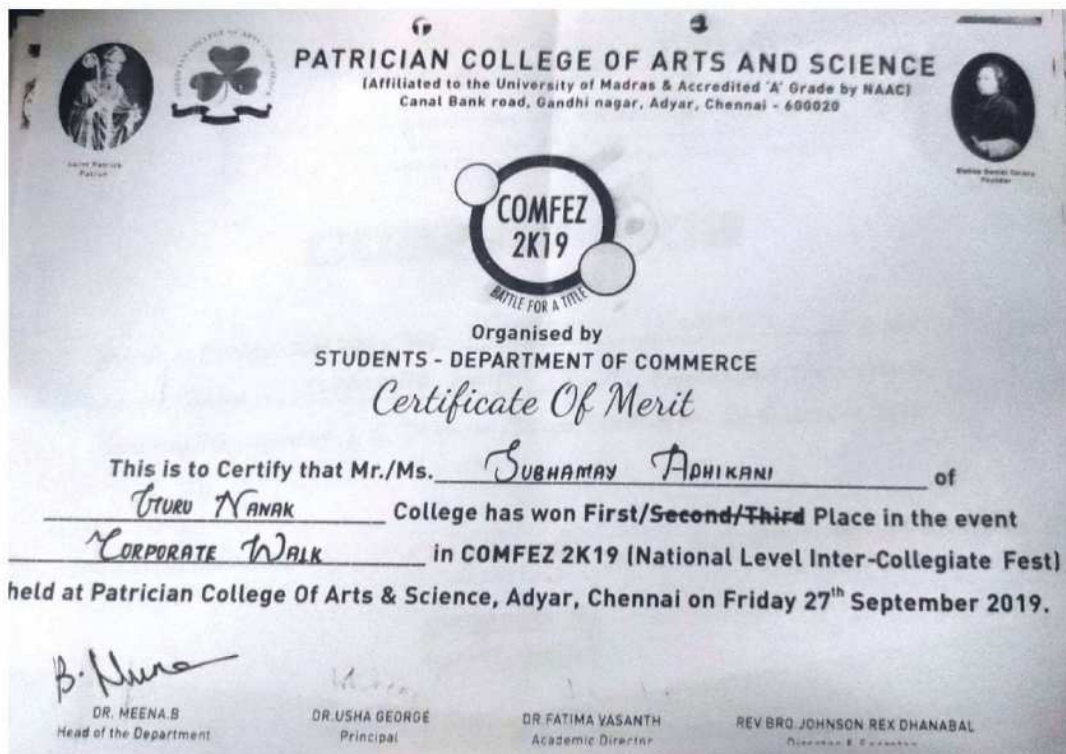 PATRICIAN COLLEGE OF ARTS AND SCIENCE
(Affiliated to the University of Madras & Accredited 'A' Grade by NAAC)
Canal Bank road, Gandhi nagar, Adyar, Chennai - 600020
Saint Patrick
Patron
Founder
COMFEZ
2K19
BATTLE FOR A TITLE
Organised by
STUDENTS - DEPARTMENT OF COMMERCE
Certificate Of Merit
This is to Certify that Mr./Ms. SUBHAMAY ADHIKARI of
GURU NANAK College has won First/Second/Third Place in the event
CORPORATE WALK in COMFEZ 2K19 (National Level Inter-Collegiate Fest)
held at Patrician College Of Arts & Science, Adyar, Chennai on Friday 27th September 2019.
DR. MEENA.B
Head of the Department
DR.USHA GEORGE
Principal
DR.FATIMA VASANTH
Academic Director
REV BRO.JOHNSON REX DHANABAL